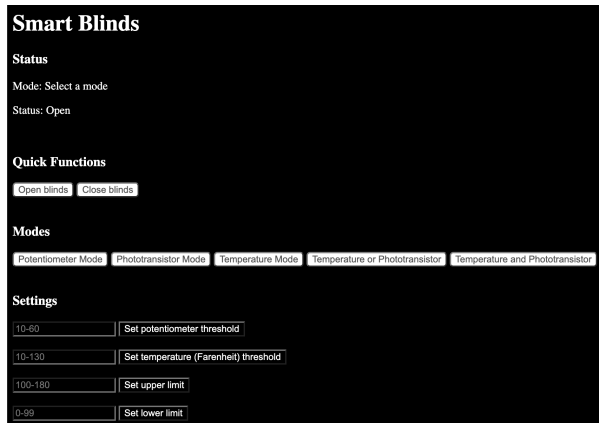 Smart Blinds
Status
Mode: Select a mode
Status: Open
Quick Functions
Open blinds Close blinds
Modes
Potentiometer Mode Phototransistor Mode Temperature Mode Temperature or Phototransistor Temperature and Phototransistor
Settings
10-60 Set potentiometer threshold
10-130 Set temperature (Farenheit) threshold
100-180 Set upper limit
0-99 Set lower limit